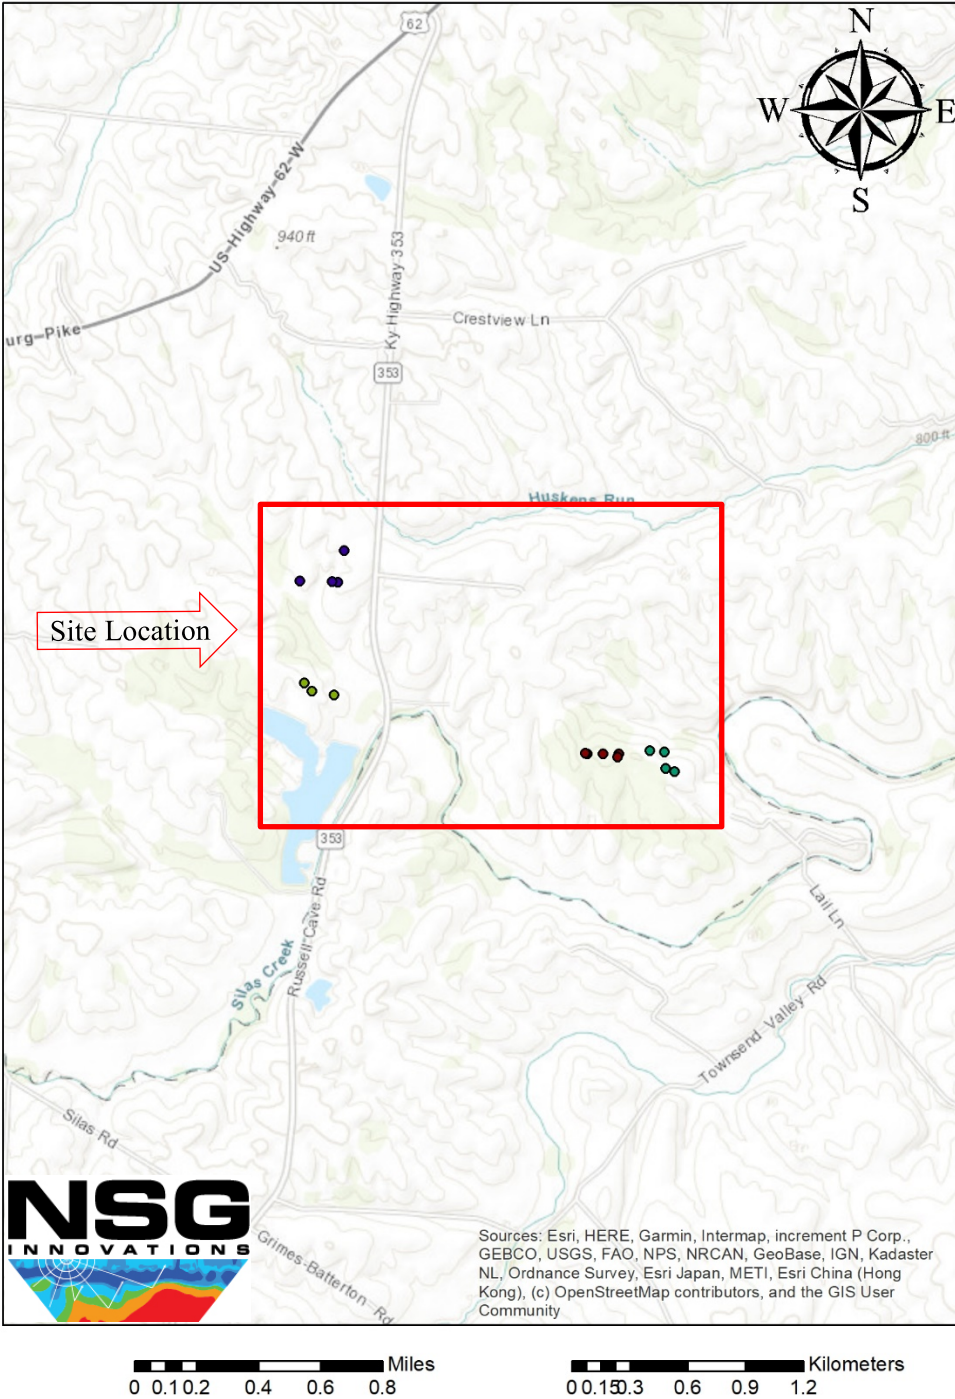 N
W E
S
62
US-Highway-62-W
940 ft
Ky Highway 353
Crestview Ln
urg-Pike
353
800 ft
Huskens Run
Site Location
353
Lail Ln
Russell Cave Rd
Silas Creek
Townsend Valley Rd
Silas Rd
Grimes-Batterton Rd
NSG
INNOVATIONS
Sources: Esri, HERE, Garmin, Intermap, increment P Corp.,
GEBCO, USGS, FAO, NPS, NRCAN, GeoBase, IGN, Kadaster
NL, Ordnance Survey, Esri Japan, METI, Esri China (Hong
Kong), (c) OpenStreetMap contributors, and the GIS User
Community
Miles
0 0.1 0.2 0.4 0.6 0.8
Kilometers
0 0.15 0.3 0.6 0.9 1.2